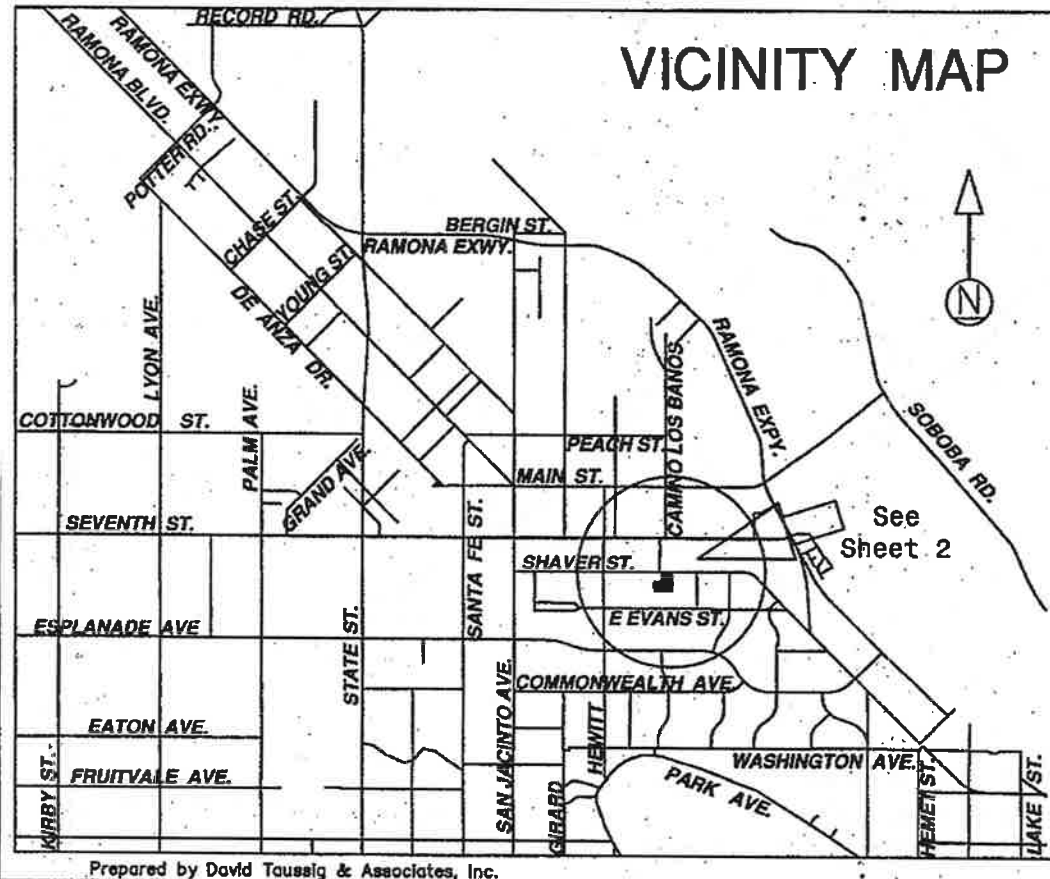 RECORD RD.
VICINITY MAP
RAMONA EXWY.
RAMONA BLVD.
POTTER RD.
CHASE ST.
YOUNG ST.
BERGIN ST.
RAMONA EXWY.
N
DE ANZA DR.
LYON AVE.
RAMONA EXPY.
SOBOBA RD.
COTTONWOOD ST.
PALM AVE.
GRAND AVE.
PEACH ST.
CAMINO LOS BANOS
MAIN ST.
SEVENTH ST.
See
Sheet 2
SHAVER ST.
SANTA FE ST.
STATE ST.
E EVANS ST.
ESPLANADE AVE
COMMONWEALTH AVE.
SAN JACINTO AVE.
HEWITT
EATON AVE.
WASHINGTON AVE.
FRUITVALE AVE.
PARK AVE.
KIRBY ST.
GIRARD
HEMET ST.
LAKE ST.
Prepared by David Taussig & Associates, Inc.